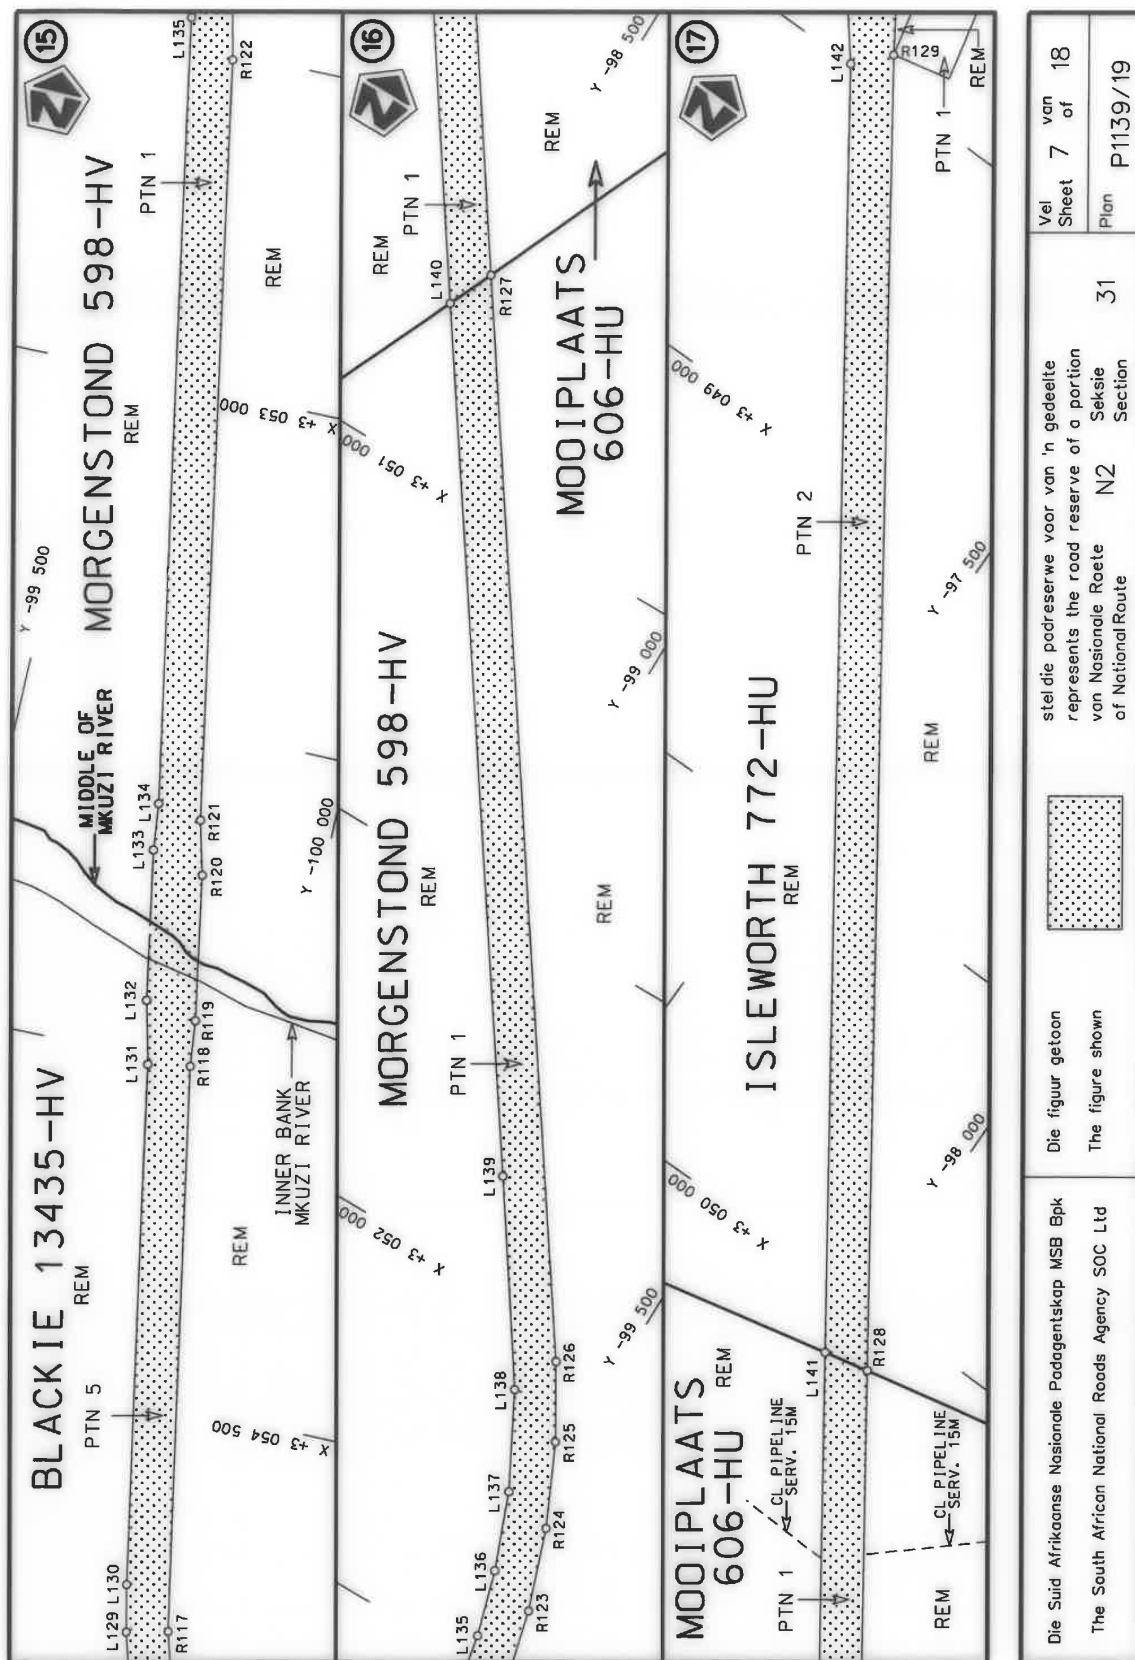 15
BLACKIE 13435-HV
REM
PTN 5
L129
L130
R117
X +3 054 500
REM
INNER BANK
MKUZI RIVER
L131
L132
R118
R119
MIDDLE OF
MKUZI RIVER
L133
L134
R120
R121
Y -100 000
Y -99 500
MORGENSTOND 598-HV
REM
X +3 053 000
REM
PTN 1
L135
R122
16
L135
L136
L137
L138
R123
R124
R125
R126
Y -99 500
X +3 052 000
L139
PTN 1
MORGENSTOND 598-HV
REM
REM
Y -99 000
X +3 051 000
MOOIPLAATS
606-HU
L140
R127
REM
PTN 1
REM
Y -98 500
17
MOOIPLAATS
606-HU
REM
PTN 1
CL PIPELINE
SERV. 15M
CL PIPELINE
SERV. 15M
REM
L141
R128
X +3 050 000
Y -98 000
ISLEWORTH 772-HU
REM
REM
PTN 2
Y -97 500
X +3 049 000
L142
R129
PTN 1
REM
Die Suid Afrikaanse Nasionale Padagentskap MSB Bpk
The South African National Roads Agency SOC Ltd
Die figuur getoon
The figure shown
stel die padreserwe voor van 'n gedeelte
represents the road reserve of a portion
van Nasionale Roete N2 Seksie 31
of National Route Section
Vel 7 van 18
Sheet of
Plan P1139/19